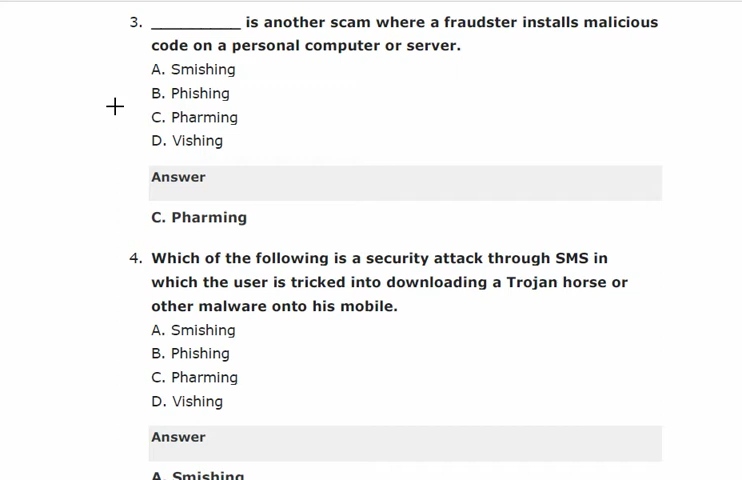 3. __________ is another scam where a fraudster installs malicious
code on a personal computer or server.
A. Smishing
B. Phishing
C. Pharming
D. Vishing
Answer
C. Pharming
4. Which of the following is a security attack through SMS in
which the user is tricked into downloading a Trojan horse or
other malware onto his mobile.
A. Smishing
B. Phishing
C. Pharming
D. Vishing
Answer
A. Smishing